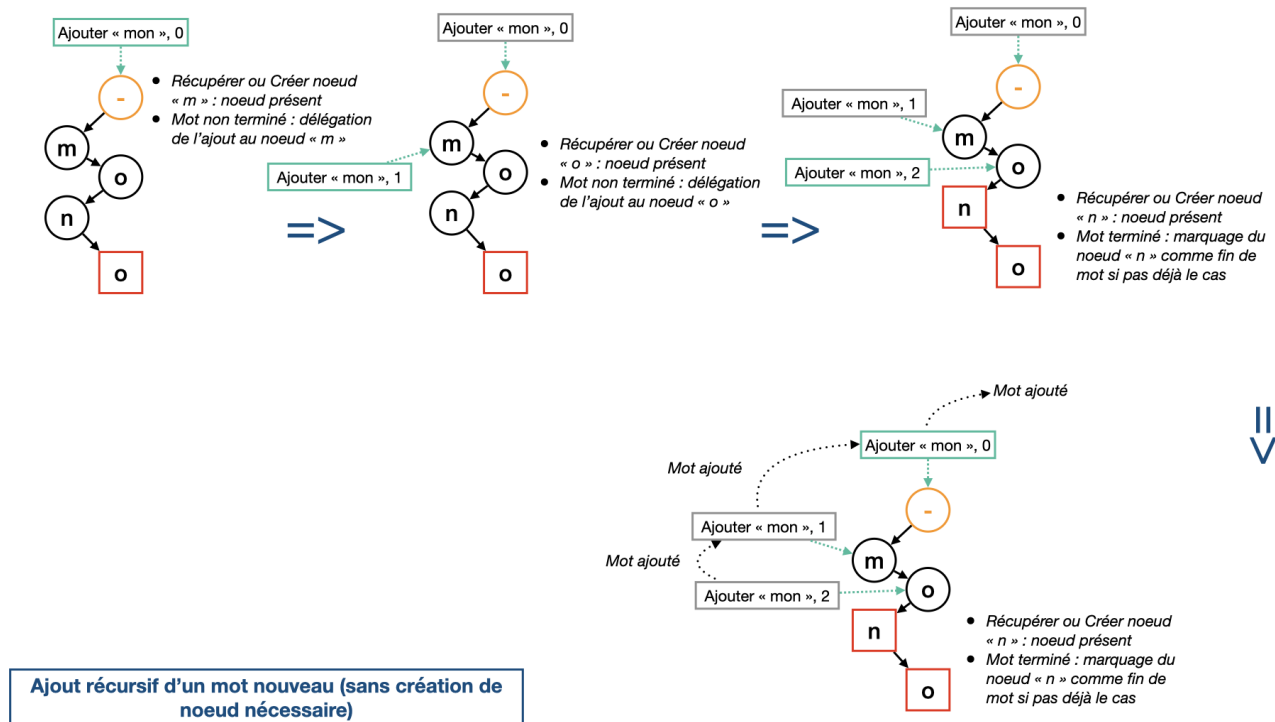 Ajouter « mon », 0
-
m
o
n
o
● Récupérer ou Créer noeud
« m » : noeud présent
● Mot non terminé : délégation
de l'ajout au noeud « m »
=>
Ajouter « mon », 0
-
Ajouter « mon », 1
m
o
n
o
● Récupérer ou Créer noeud
« o » : noeud présent
● Mot non terminé : délégation
de l'ajout au noeud « o »
=>
Ajouter « mon », 0
-
Ajouter « mon », 1
m
Ajouter « mon », 2
o
n
o
● Récupérer ou Créer noeud
« n » : noeud présent
● Mot terminé : marquage du
noeud « n » comme fin de
mot si pas déjà le cas
=>
Mot ajouté
Ajouter « mon », 0
Mot ajouté
-
Ajouter « mon », 1
m
Mot ajouté
Ajouter « mon », 2
o
n
o
● Récupérer ou Créer noeud
« n » : noeud présent
● Mot terminé : marquage du
noeud « n » comme fin de
mot si pas déjà le cas
Ajout récursif d'un mot nouveau (sans création de
noeud nécessaire)